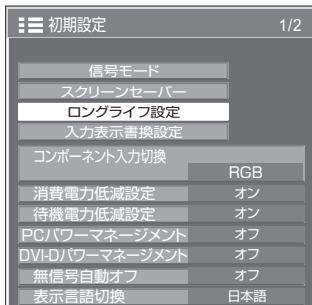 初期設定 1/2
信号モード
スクリーンセーバー
ロングライフ設定
入力表示書換設定
コンポーネント入力切換
RGB
消費電力低減設定 オン
待機電力低減設定 オン
PCパワーマネージメント オフ
DVI-Dパワーマネージメント オフ
無信号自動オフ オフ
表示言語切換 日本語